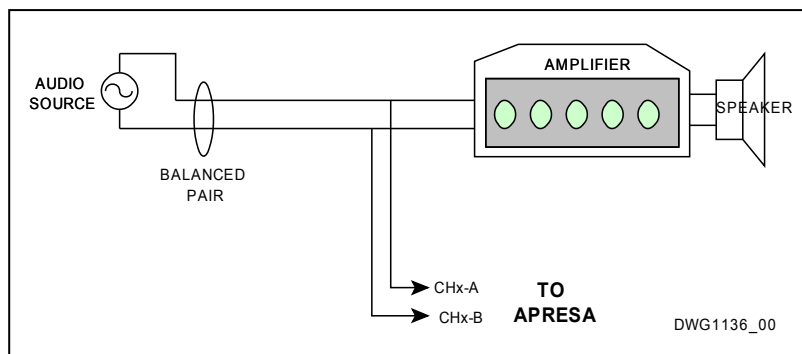 AUDIO
SOURCE
BALANCED
PAIR
AMPLIFIER
SPEAKER
CHx-A
CHx-B
TO
APRESA
DWG1136_00